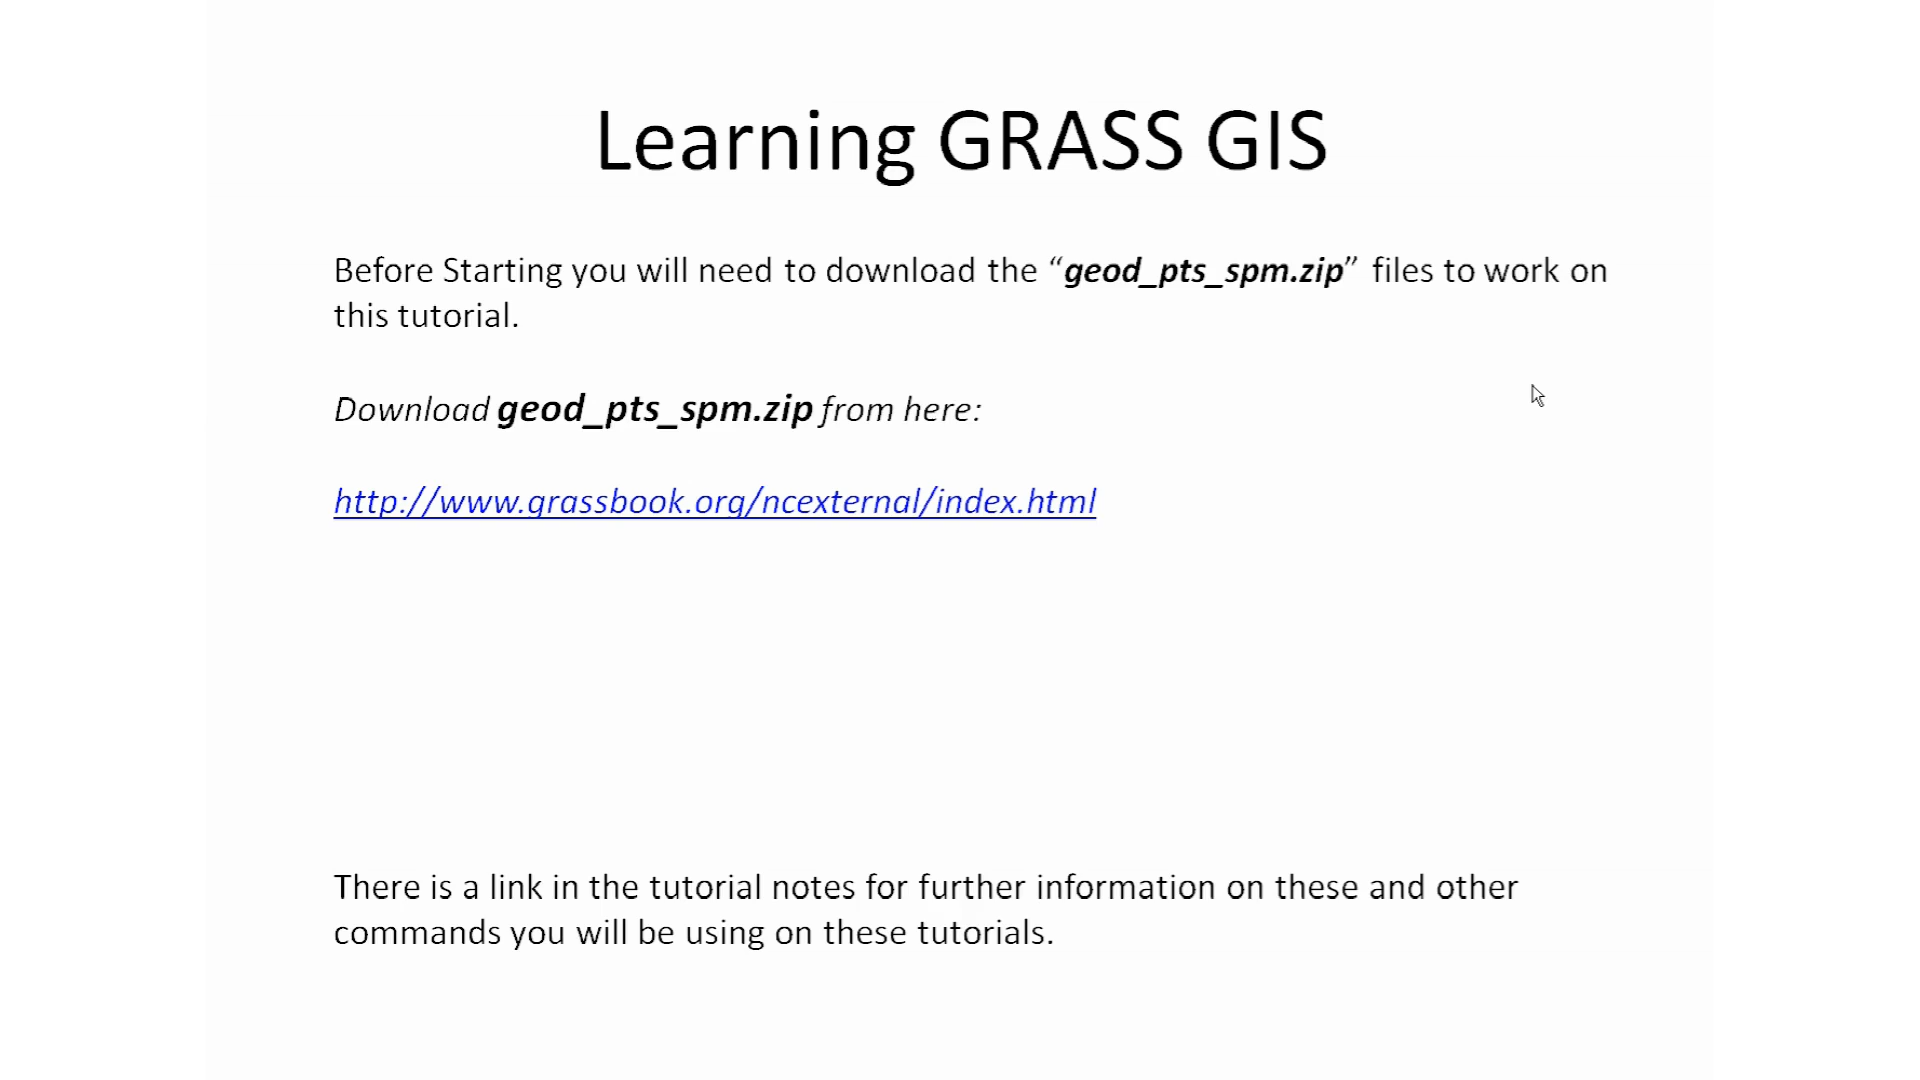 Learning GRASS GIS
Before Starting you will need to download the “geod_pts_spm.zip” files to work on
this tutorial.
Download geod_pts_spm.zip from here:
http://www.grassbook.org/ncexternal/index.html
There is a link in the tutorial notes for further information on these and other
commands you will be using on these tutorials.